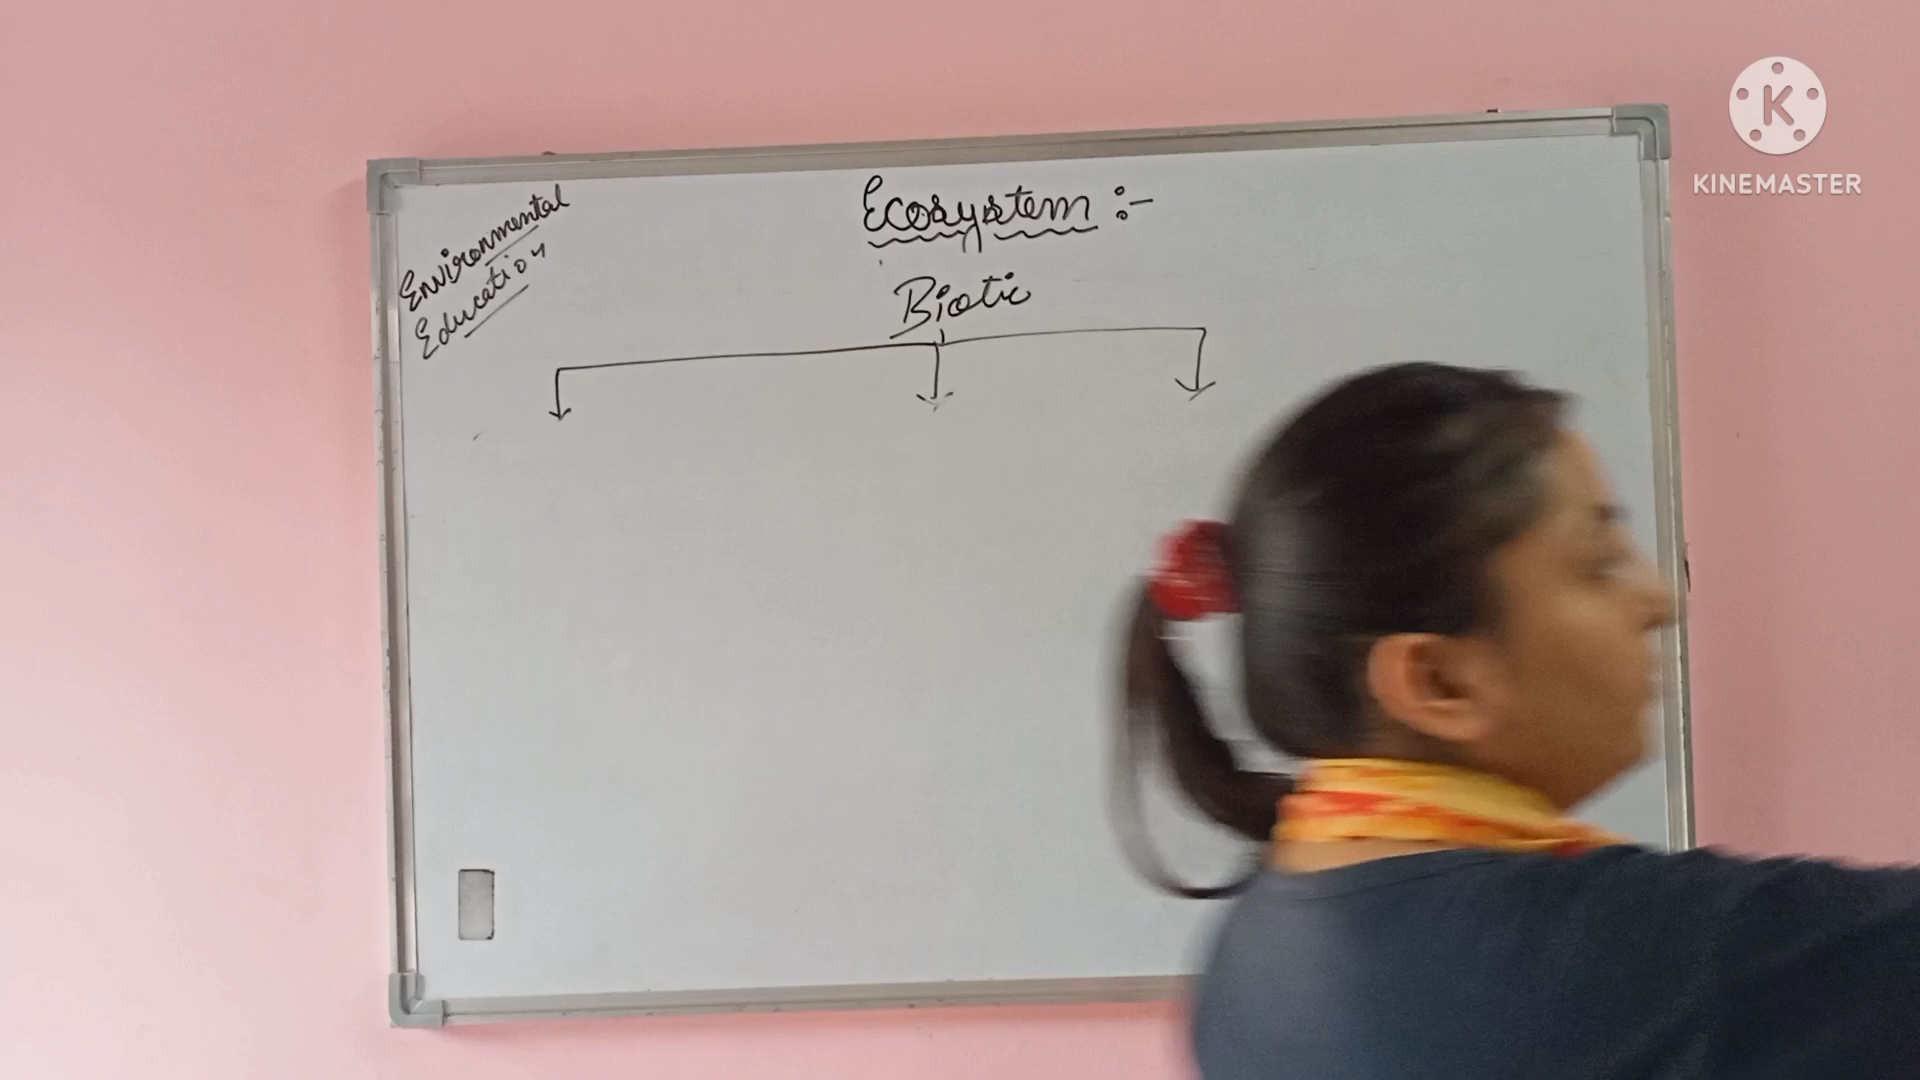 Environmental
Education
Ecosystem :-
Biotic
KINEMASTER